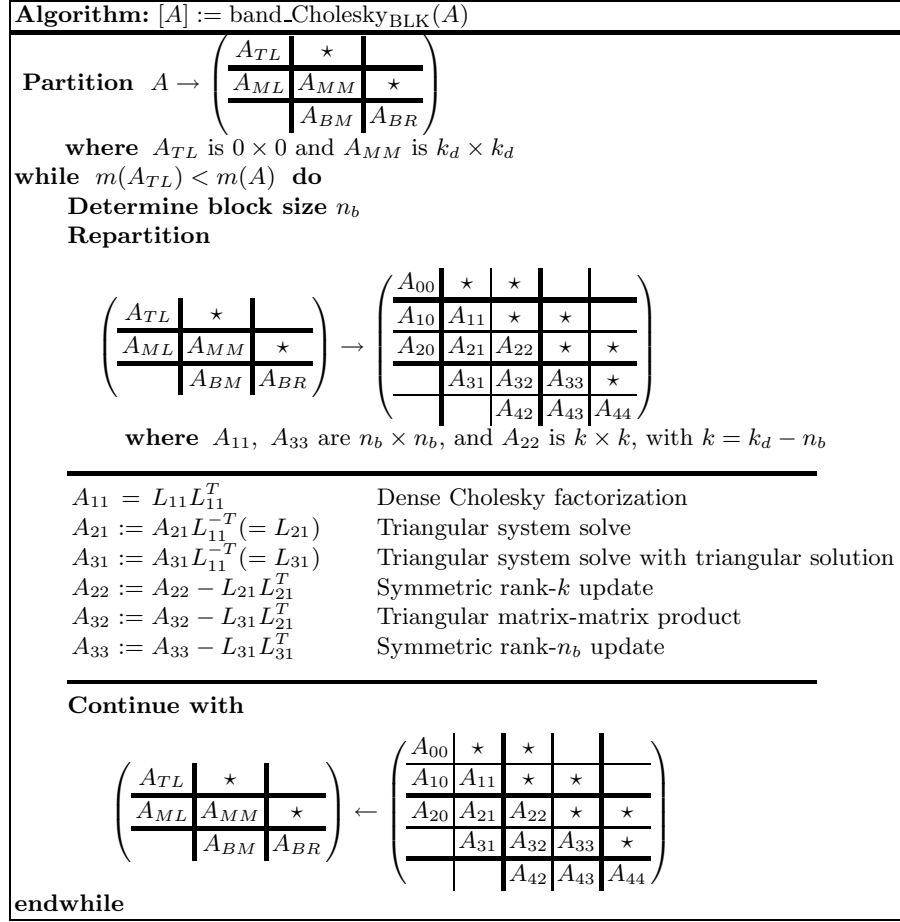 Algorithm: [A] := band_Cholesky_BLK(A)
A_TL ⋆
Partition A → A_ML A_MM ⋆
A_BM A_BR
where A_TL is 0 × 0 and A_MM is k_d × k_d
while m(A_TL) < m(A) do
Determine block size n_b
Repartition
A_00 ⋆ ⋆
A_TL ⋆ A_10 A_11 ⋆ ⋆
A_ML A_MM ⋆ → A_20 A_21 A_22 ⋆ ⋆
A_BM A_BR A_31 A_32 A_33 ⋆
A_42 A_43 A_44
where A_11, A_33 are n_b × n_b, and A_22 is k × k, with k = k_d − n_b
A_11 = L_11 L_11^T Dense Cholesky factorization
A_21 := A_21 L_11^{-T} (= L_21) Triangular system solve
A_31 := A_31 L_11^{-T} (= L_31) Triangular system solve with triangular solution
A_22 := A_22 − L_21 L_21^T Symmetric rank-k update
A_32 := A_32 − L_31 L_21^T Triangular matrix-matrix product
A_33 := A_33 − L_31 L_31^T Symmetric rank-n_b update
Continue with
A_00 ⋆ ⋆
A_TL ⋆ A_10 A_11 ⋆ ⋆
A_ML A_MM ⋆ ← A_20 A_21 A_22 ⋆ ⋆
A_BM A_BR A_31 A_32 A_33 ⋆
A_42 A_43 A_44
endwhile